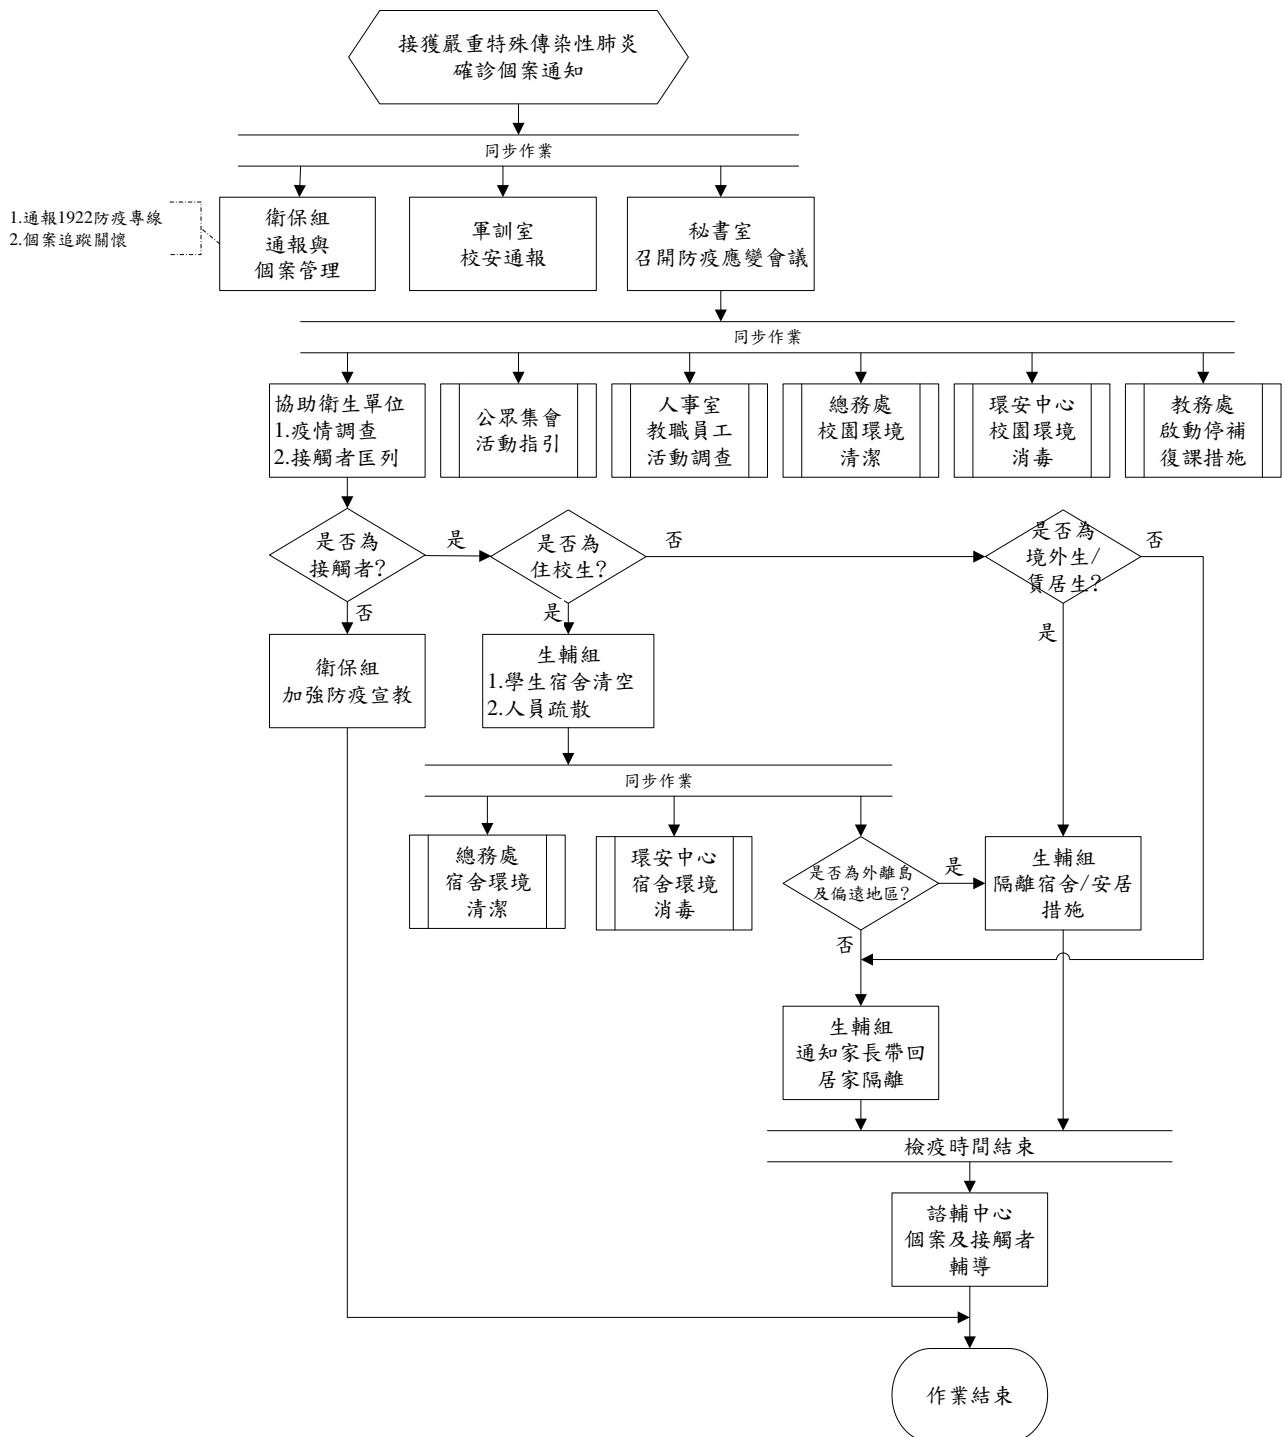 接獲嚴重特殊傳染性肺炎
確診個案通知
同步作業
1.通報1922防疫專線
2.個案追蹤關懷
衛保組
通報與
個案管理
軍訓室
校安通報
秘書室
召開防疫應變會議
同步作業
協助衛生單位
1.疫情調查
2.接觸者匡列
公眾集會
活動指引
人事室
教職員工
活動調查
總務處
校園環境
清潔
環安中心
校園環境
消毒
教務處
啟動停補
復課措施
是否為
接觸者?
是
是否為
住校生?
否
是否為
境外生/
賃居生?
否
否
是
是
衛保組
加強防疫宣教
生輔組
1.學生宿舍清空
2.人員疏散
同步作業
總務處
宿舍環境
清潔
環安中心
宿舍環境
消毒
是否為外離島
及偏遠地區?
是
生輔組
隔離宿舍/安居
措施
否
生輔組
通知家長帶回
居家隔離
檢疫時間結束
諮輔中心
個案及接觸者
輔導
作業結束